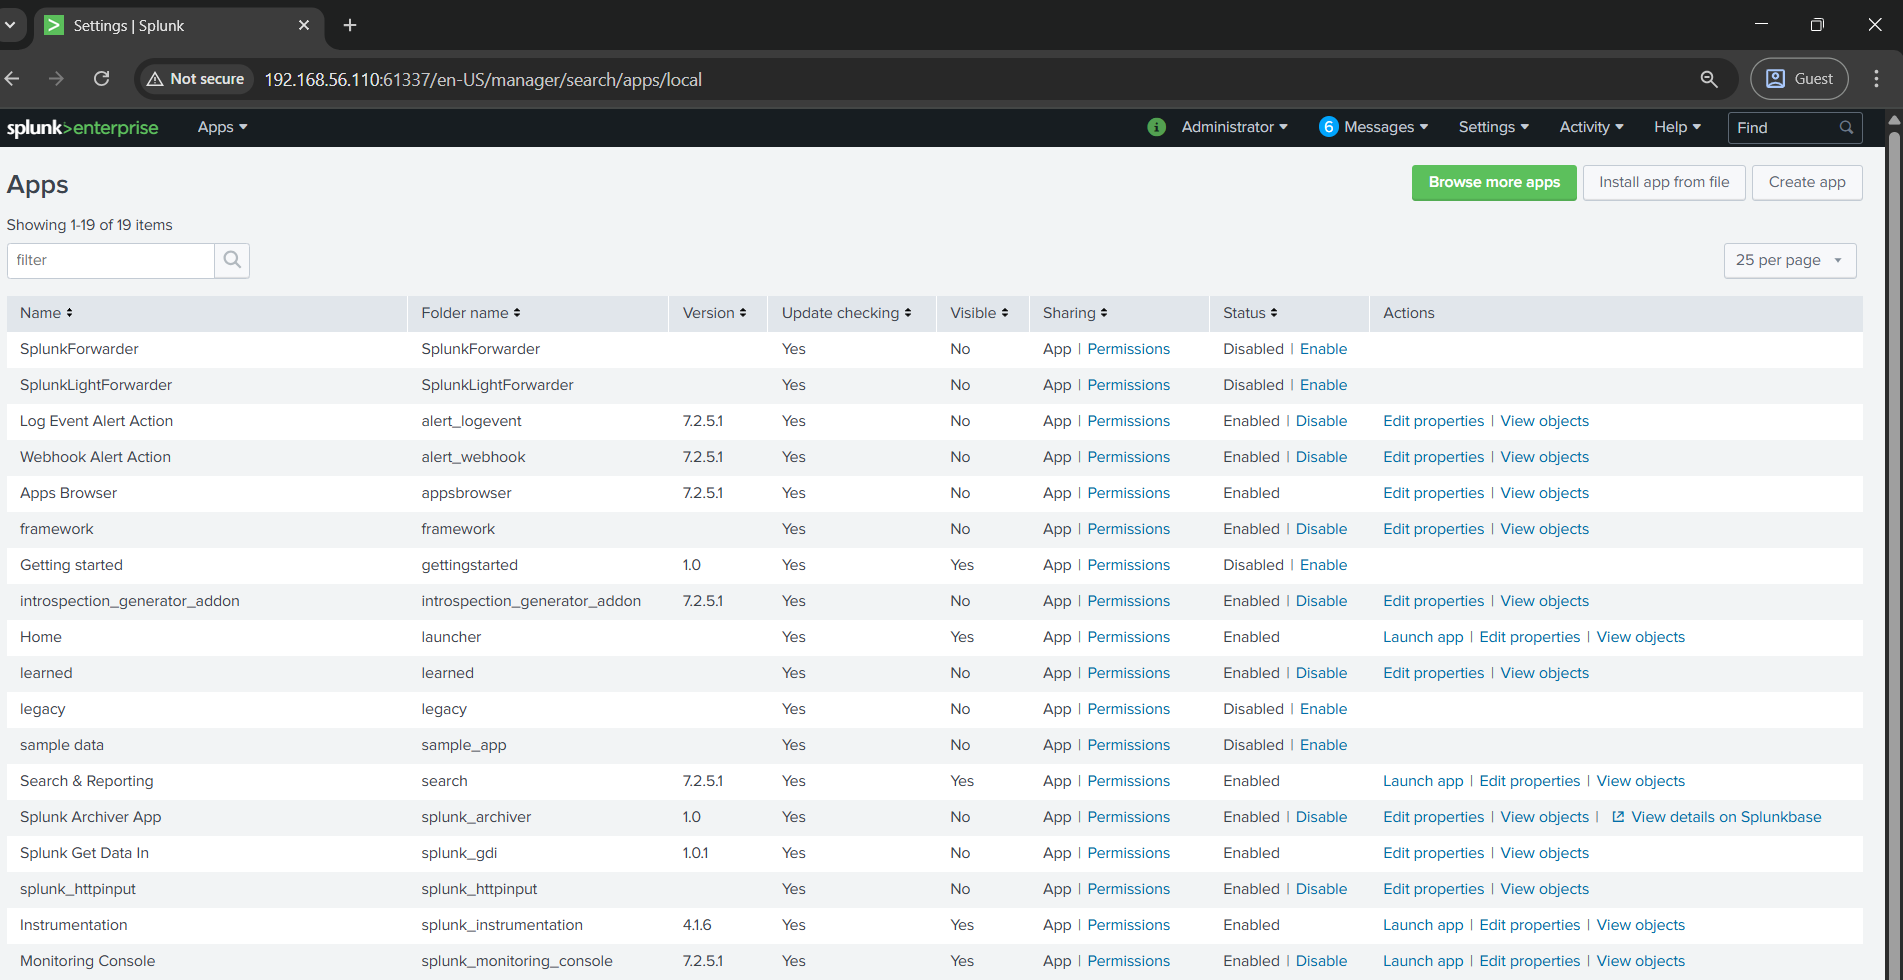 Settings | Splunk
Not secure 192.168.56.110:61337/en-US/manager/search/apps/local Guest
splunk>enterprise Apps i Administrator 6 Messages Settings Activity Help Find
Apps Browse more apps Install app from file Create app
Showing 1-19 of 19 items
filter 25 per page
Name Folder name Version Update checking Visible Sharing Status Actions
SplunkForwarder SplunkForwarder Yes No App | Permissions Disabled | Enable
SplunkLightForwarder SplunkLightForwarder Yes No App | Permissions Disabled | Enable
Log Event Alert Action alert_logevent 7.2.5.1 Yes No App | Permissions Enabled | Disable Edit properties | View objects
Webhook Alert Action alert_webhook 7.2.5.1 Yes No App | Permissions Enabled | Disable Edit properties | View objects
Apps Browser appsbrowser 7.2.5.1 Yes No App | Permissions Enabled Edit properties | View objects
framework framework Yes No App | Permissions Enabled | Disable Edit properties | View objects
Getting started gettingstarted 1.0 Yes Yes App | Permissions Disabled | Enable
introspection_generator_addon introspection_generator_addon 7.2.5.1 Yes No App | Permissions Enabled | Disable Edit properties | View objects
Home launcher Yes Yes App | Permissions Enabled Launch app | Edit properties | View objects
learned learned Yes No App | Permissions Enabled | Disable Edit properties | View objects
legacy legacy Yes No App | Permissions Disabled | Enable
sample data sample_app Yes No App | Permissions Disabled | Enable
Search & Reporting search 7.2.5.1 Yes Yes App | Permissions Enabled Launch app | Edit properties | View objects
Splunk Archiver App splunk_archiver 1.0 Yes No App | Permissions Enabled | Disable Edit properties | View objects | View details on Splunkbase
Splunk Get Data In splunk_gdi 1.0.1 Yes No App | Permissions Enabled Edit properties | View objects
splunk_httpinput splunk_httpinput Yes No App | Permissions Enabled | Disable Edit properties | View objects
Instrumentation splunk_instrumentation 4.1.6 Yes Yes App | Permissions Enabled Launch app | Edit properties | View objects
Monitoring Console splunk_monitoring_console 7.2.5.1 Yes Yes App | Permissions Enabled | Disable Launch app | Edit properties | View objects